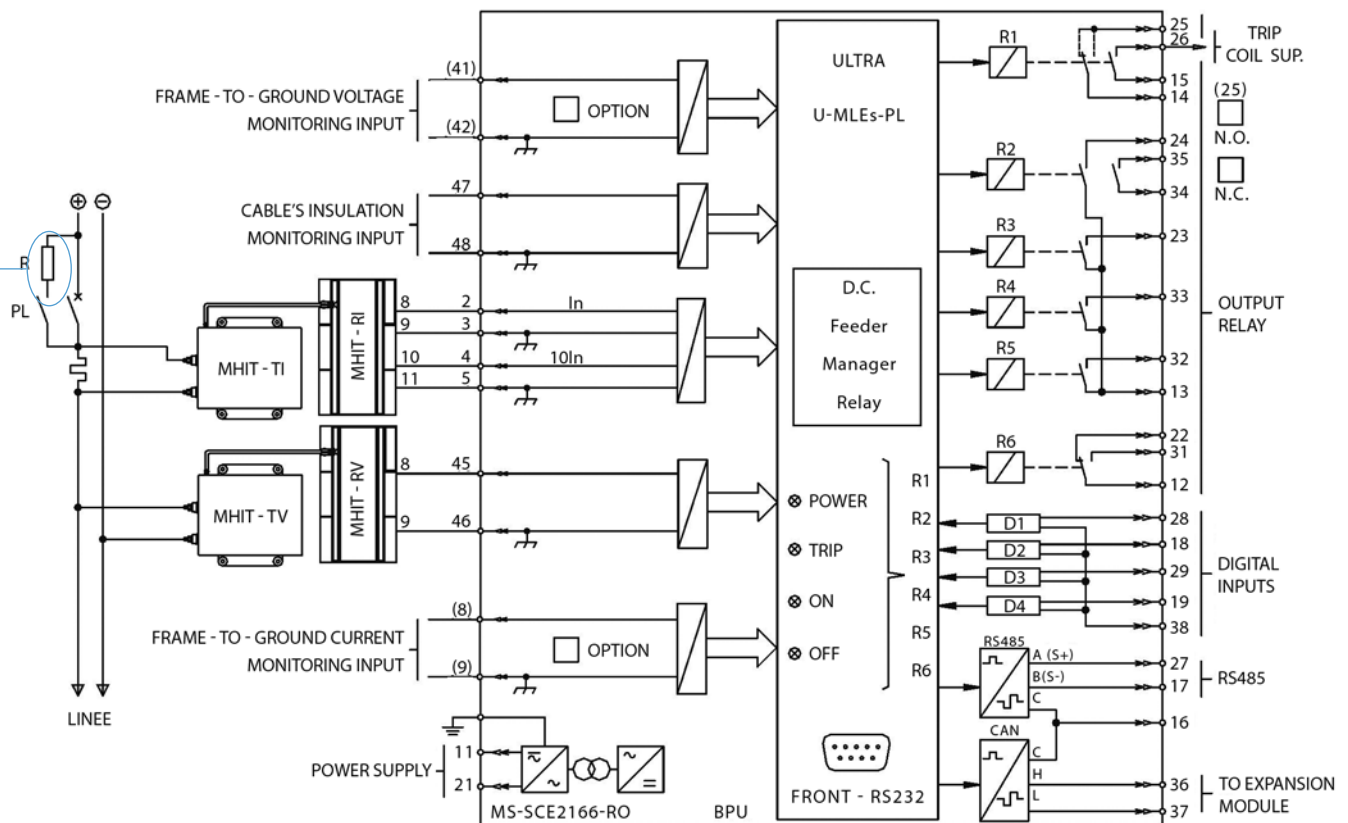 25
26
TRIP
COIL SUP.
15
14
(25)
N.O.
N.C.
R1
ULTRA
U-MLEs-PL
(41)
FRAME - TO - GROUND VOLTAGE
MONITORING INPUT
OPTION
(42)
24
35
34
R2
47
CABLE'S INSULATION
MONITORING INPUT
48
R3
23
R
PL
MHIT - TI
MHIT - RI
8
2
In
9
3
10
4
10In
11
5
D.C.
Feeder
Manager
Relay
R4
33
OUTPUT
RELAY
R5
32
13
22
31
R6
12
MHIT - TV
MHIT - RV
8
45
9
46
POWER
TRIP
ON
OFF
R1
R2
R3
R4
R5
R6
D1
28
D2
18
D3
29
D4
19
38
DIGITAL
INPUTS
(8)
FRAME - TO - GROUND CURRENT
MONITORING INPUT
OPTION
(9)
RS485
A (S+)
27
B(S-)
17
RS485
C
16
LINEE
CAN
C
H
36
L
37
TO EXPANSION
MODULE
POWER SUPPLY
11
21
FRONT - RS232
MS-SCE2166-RO
BPU